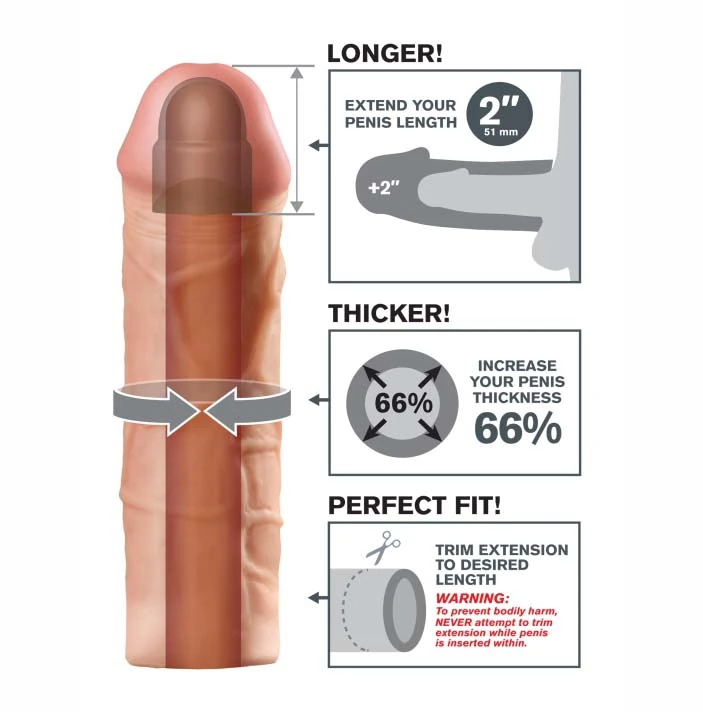 LONGER!
EXTEND YOUR
PENIS LENGTH
2"
51 mm
+2"
THICKER!
66%
INCREASE
YOUR PENIS
THICKNESS
66%
PERFECT FIT!
TRIM EXTENSION
TO DESIRED
LENGTH
WARNING:
To prevent bodily harm,
NEVER attempt to trim
extension while penis
is inserted within.